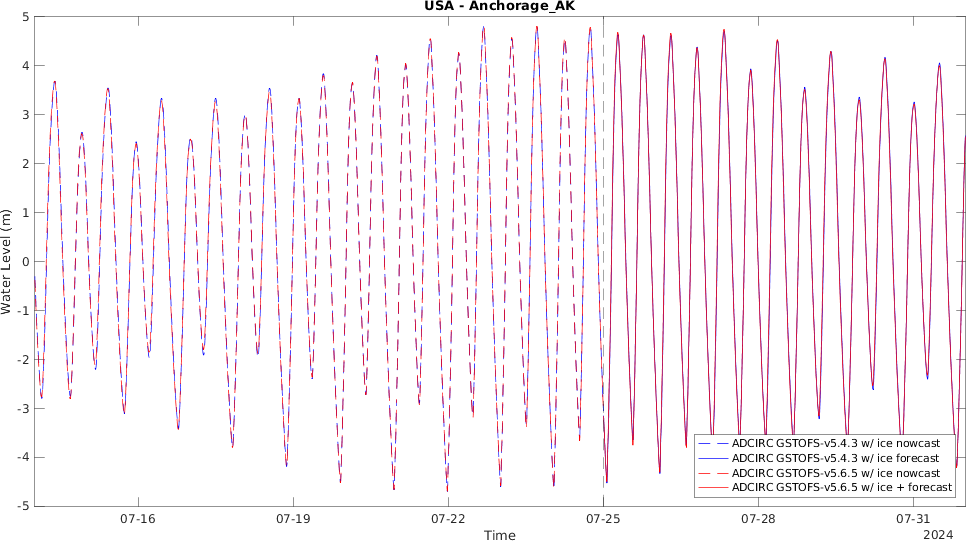 USA - Anchorage_AK
5
4
3
2
1
0
-1
-2
-3
-4
-5
Water Level (m)
ADCIRC GSTOFS-v5.4.3 w/ ice nowcast
ADCIRC GSTOFS-v5.4.3 w/ ice forecast
ADCIRC GSTOFS-v5.6.5 w/ ice nowcast
ADCIRC GSTOFS-v5.6.5 w/ ice + forecast
07-16 07-19 07-22 07-25 07-28 07-31
Time 2024